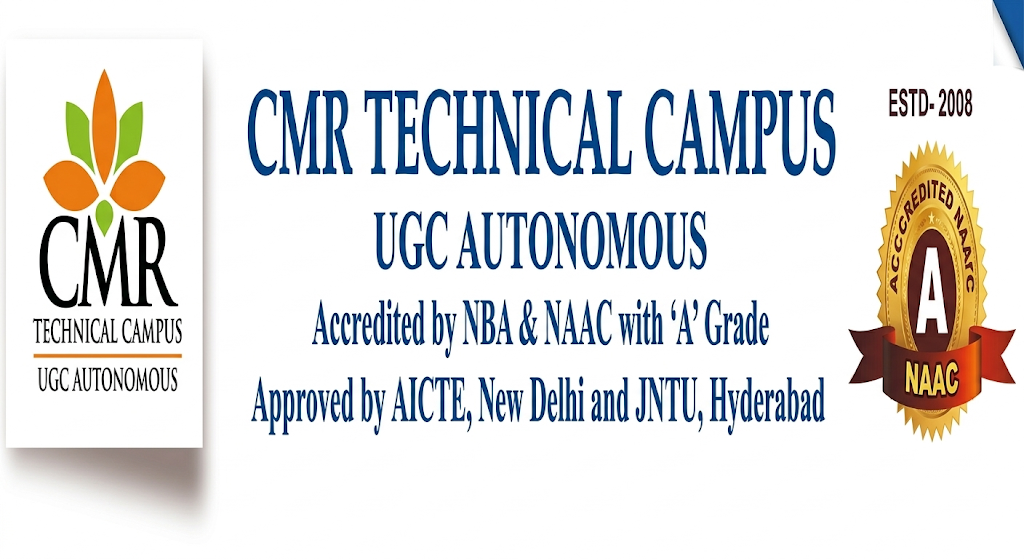 CMR
TECHNICAL CAMPUS
UGC AUTONOMOUS
CMR TECHNICAL CAMPUS
UGC AUTONOMOUS
Accredited by NBA & NAAC with ‘A’ Grade
Approved by AICTE, New Delhi and JNTU, Hyderabad
ESTD- 2008
ACCCREDITED NAArC
A
NAAC